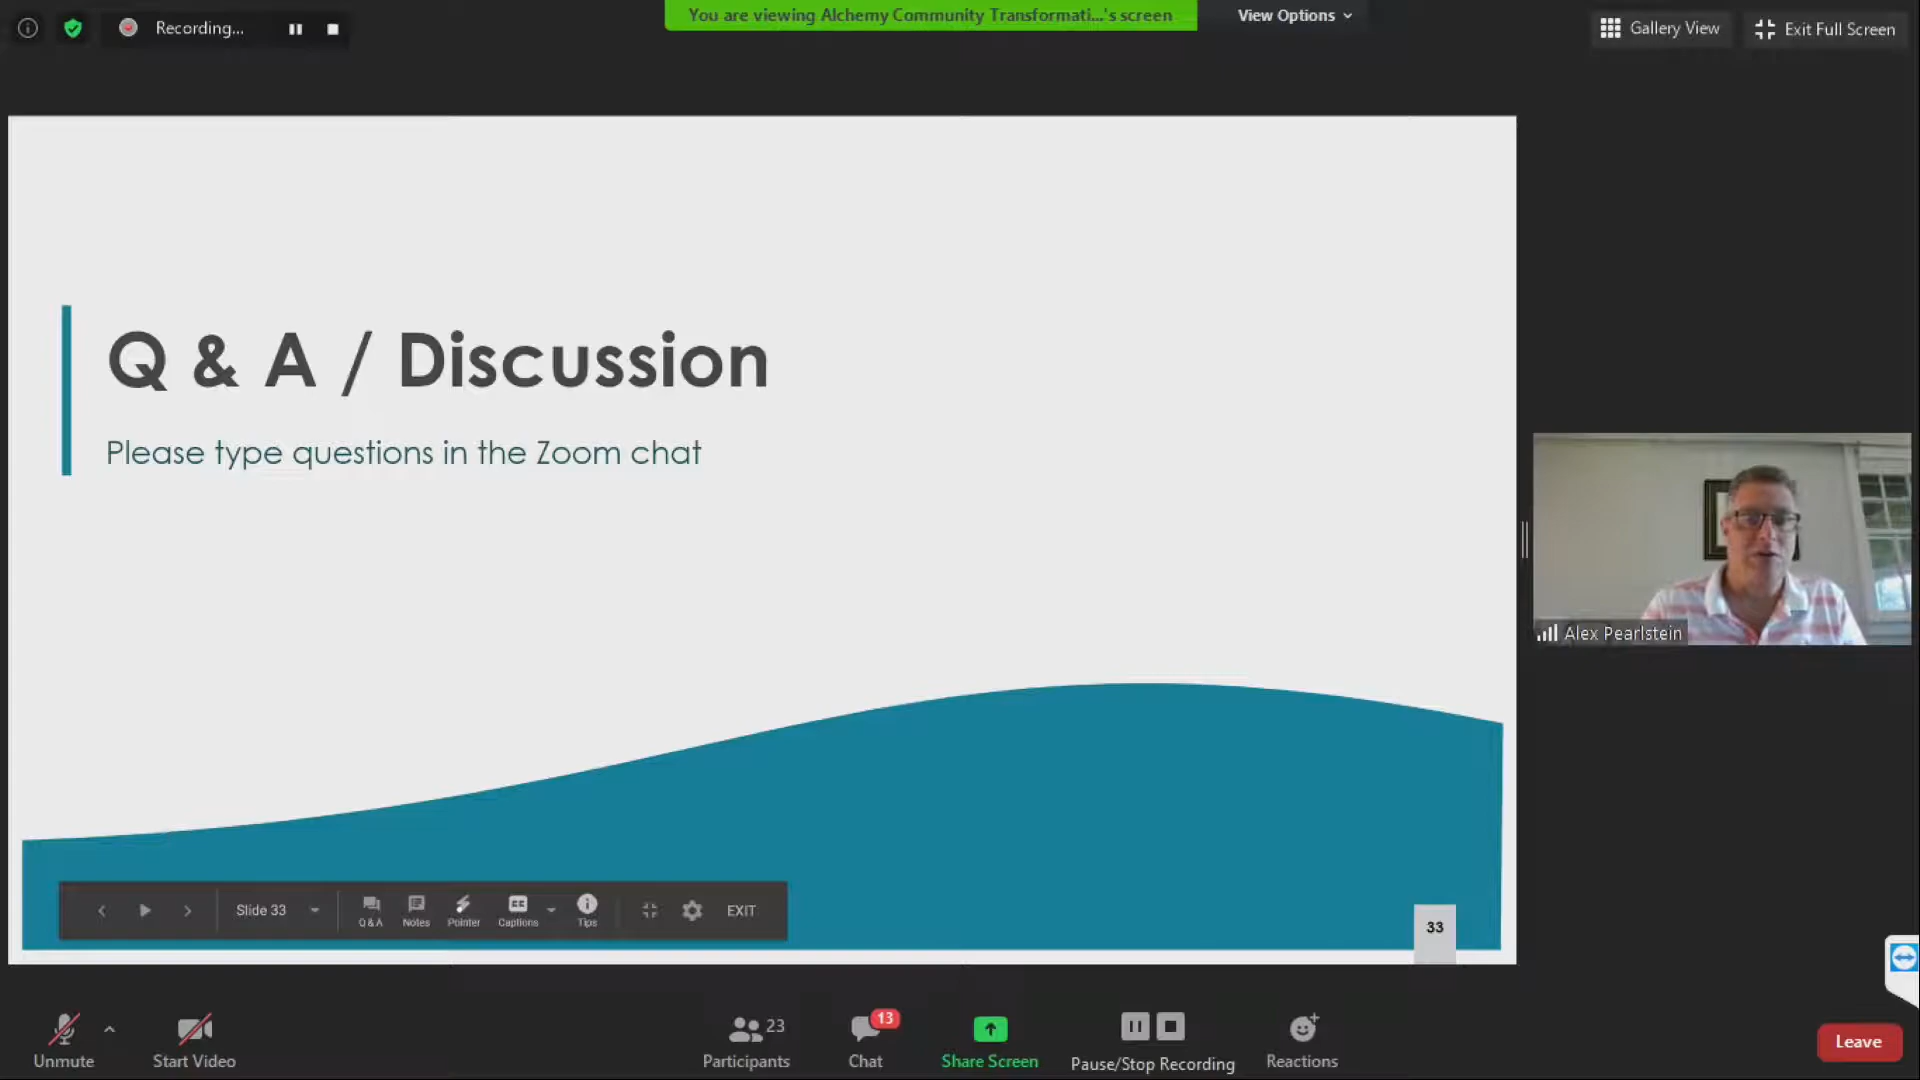 Recording...
You are viewing Alchemy Community Transformati...'s screen
View Options
Gallery View
Exit Full Screen
Q & A / Discussion
Please type questions in the Zoom chat
Alex Pearlstein
Slide 33
Q & A
Notes
Pointer
Captions
Tips
EXIT
33
Unmute
Start Video
23
Participants
13
Chat
Share Screen
Pause/Stop Recording
Reactions
Leave